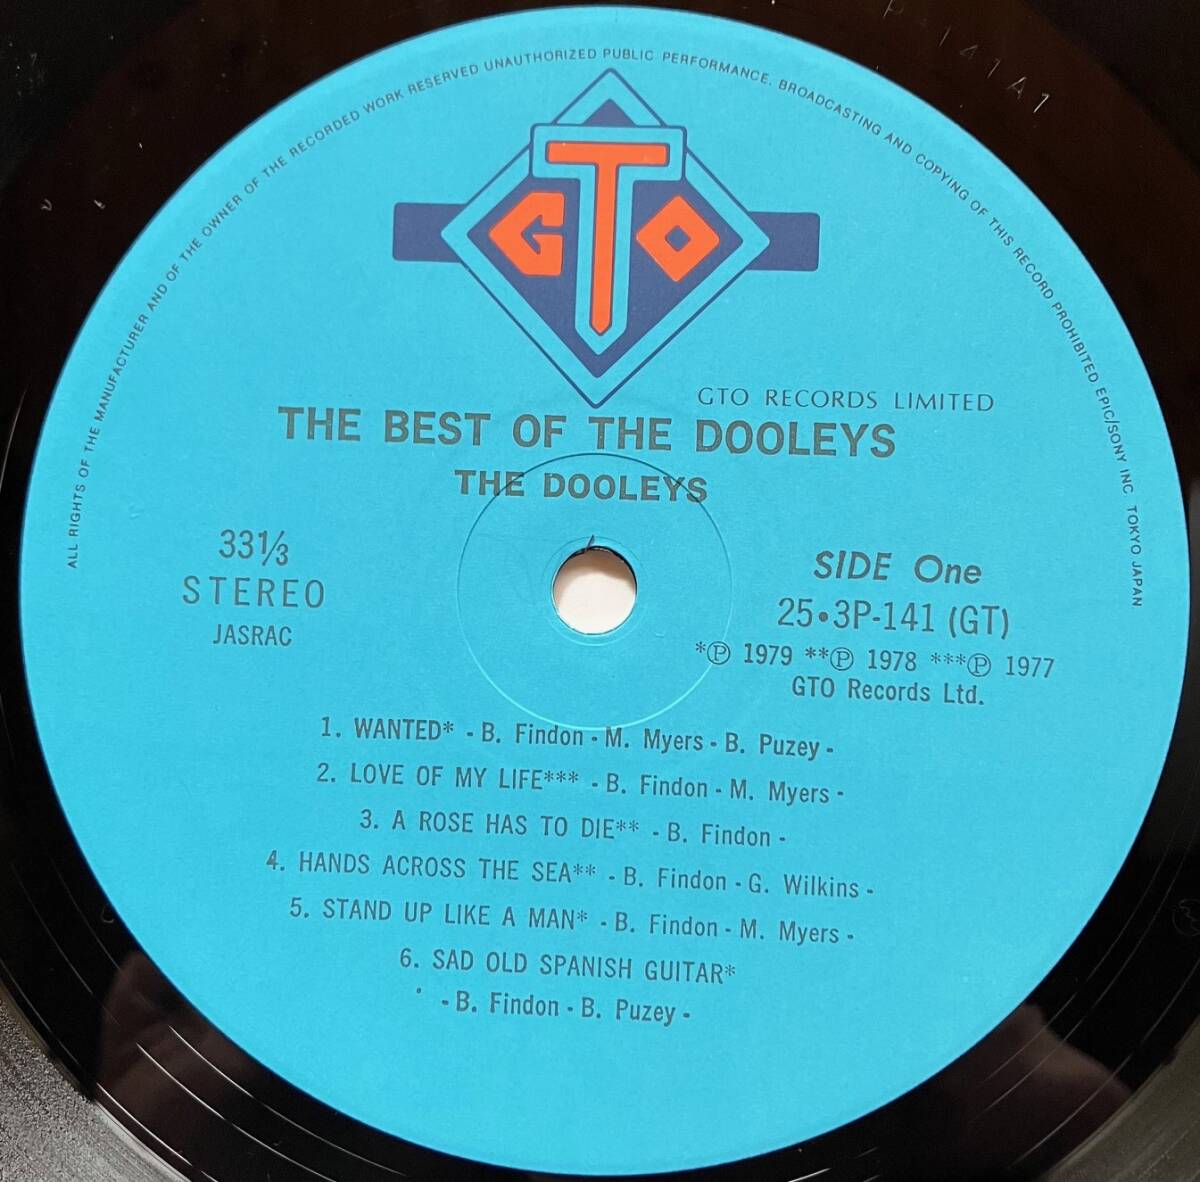 ALL RIGHTS OF THE MANUFACTURER AND OF THE OWNER OF THE RECORDED WORK RESERVED UNAUTHORIZED PUBLIC PERFORMANCE, BROADCASTING AND COPYING OF THIS RECORD PROHIBITED EPIC/SONY INC. TOKYO JAPAN
P 141A1
GTO
GTO RECORDS LIMITED
THE BEST OF THE DOOLEYS
THE DOOLEYS
33⅓
STEREO
JASRAC
SIDE One
25•3P-141 (GT)
*Ⓟ 1979 **Ⓟ 1978 ***Ⓟ 1977
GTO Records Ltd.
1. WANTED* - B. Findon - M. Myers - B. Puzey -
2. LOVE OF MY LIFE*** - B. Findon - M. Myers -
3. A ROSE HAS TO DIE** - B. Findon -
4. HANDS ACROSS THE SEA** - B. Findon - G. Wilkins -
5. STAND UP LIKE A MAN* - B. Findon - M. Myers -
6. SAD OLD SPANISH GUITAR*
- B. Findon - B. Puzey -